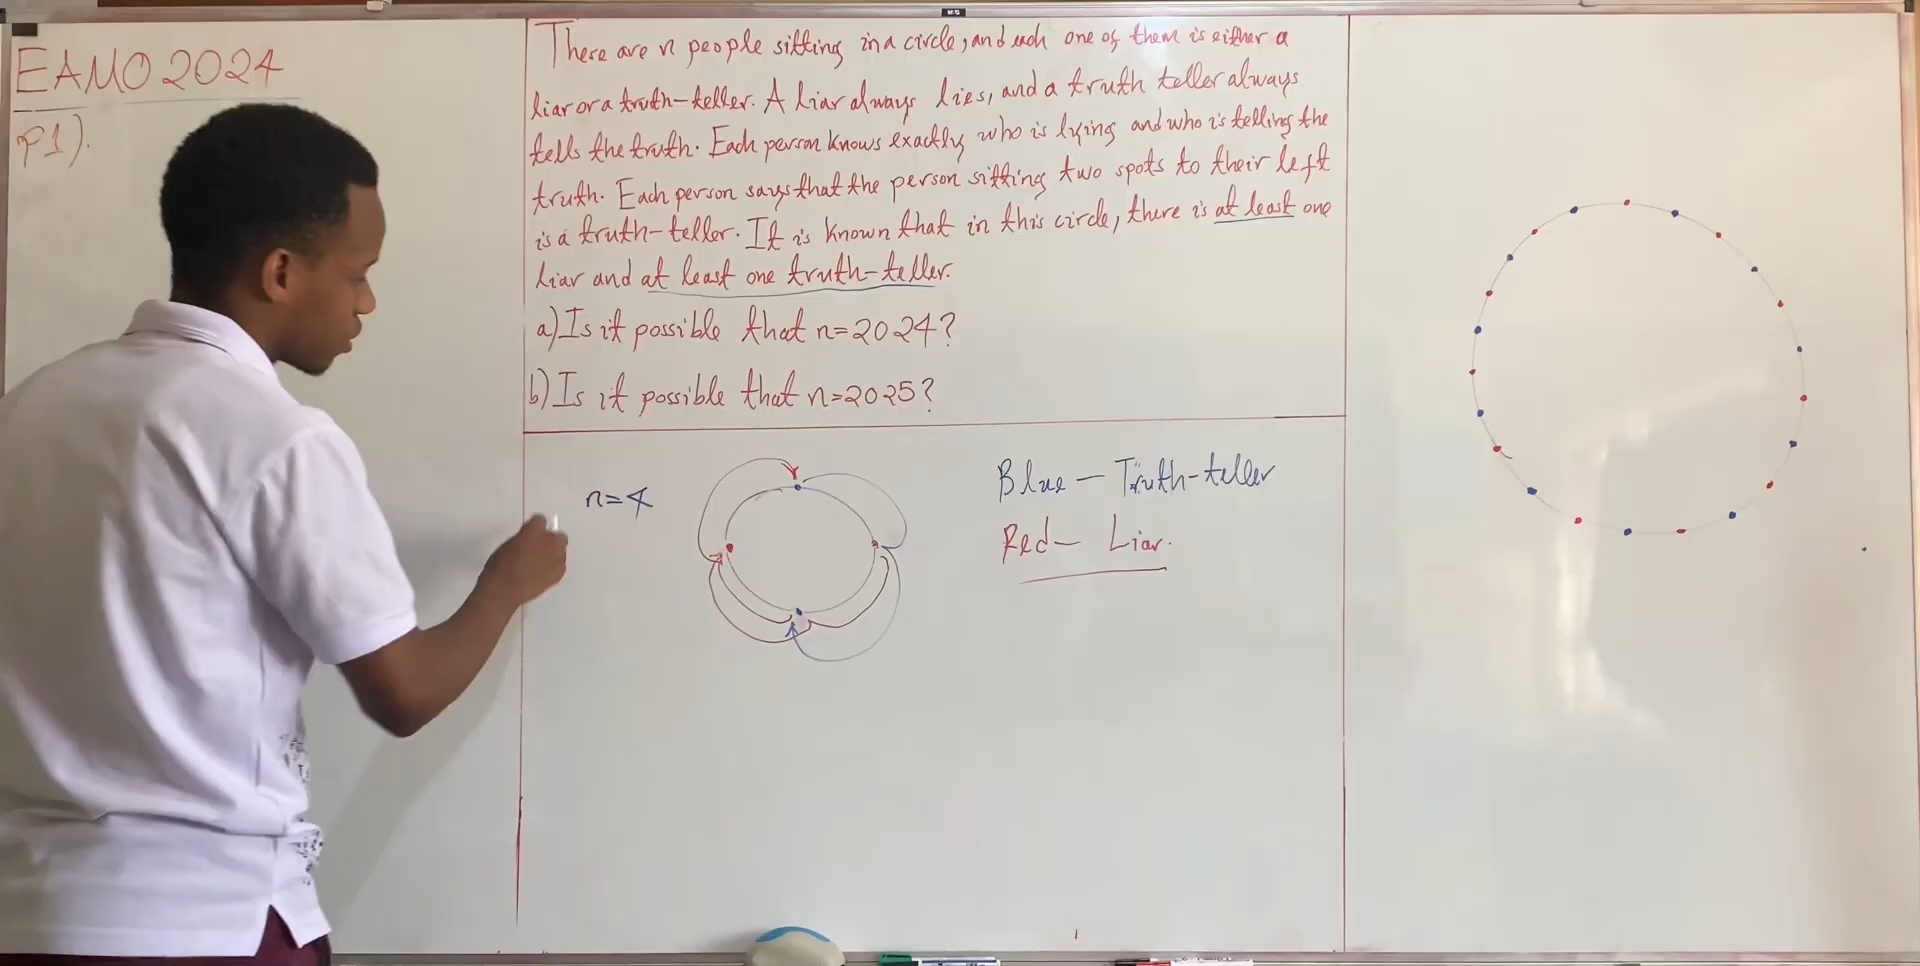 EAMO 2024
P1).
There are n people sitting in a circle, and each one of them is either a
liar or a truth-teller. A liar always lies, and a truth teller always
tells the truth. Each person knows exactly who is lying and who is telling the
truth. Each person says that the person sitting two spots to their left
is a truth-teller. It is known that in this circle, there is at least one
liar and at least one truth-teller.
a) Is it possible that n=2024?
b) Is it possible that n=2025?
n=4
Blue — Truth-teller
Red — Liar.